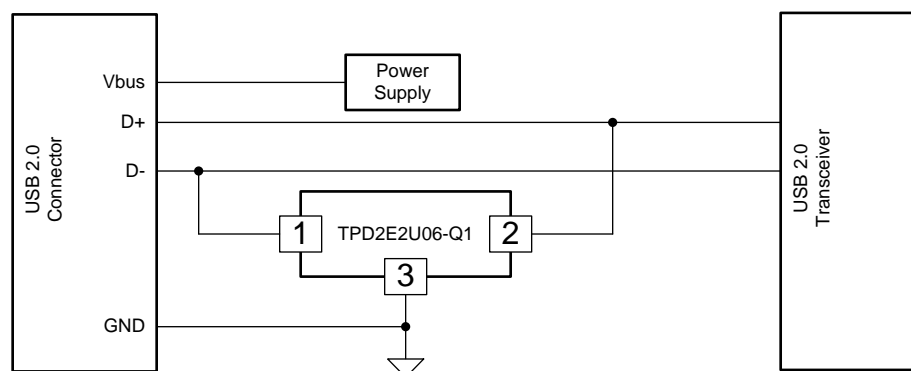 Vbus
Power
Supply
D+
D-
USB 2.0
Connector
USB 2.0
Transceiver
1
TPD2E2U06-Q1
2
3
GND